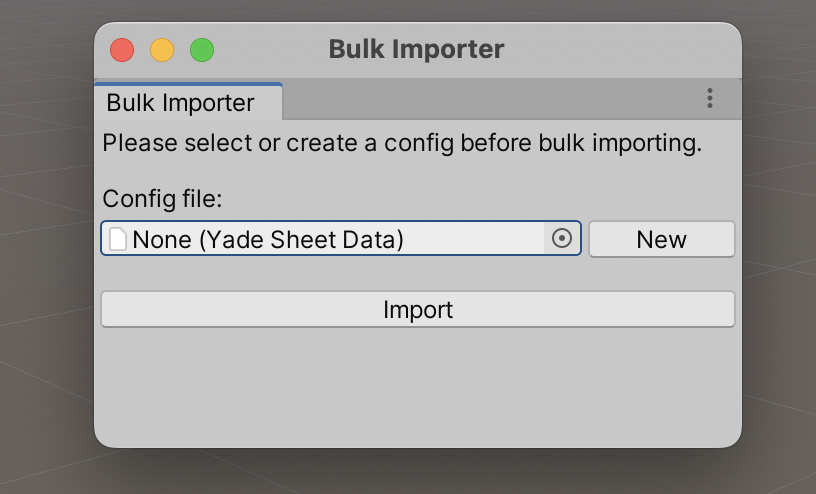 Bulk Importer
Bulk Importer
Please select or create a config before bulk importing.
Config file:
None (Yade Sheet Data)
New
Import